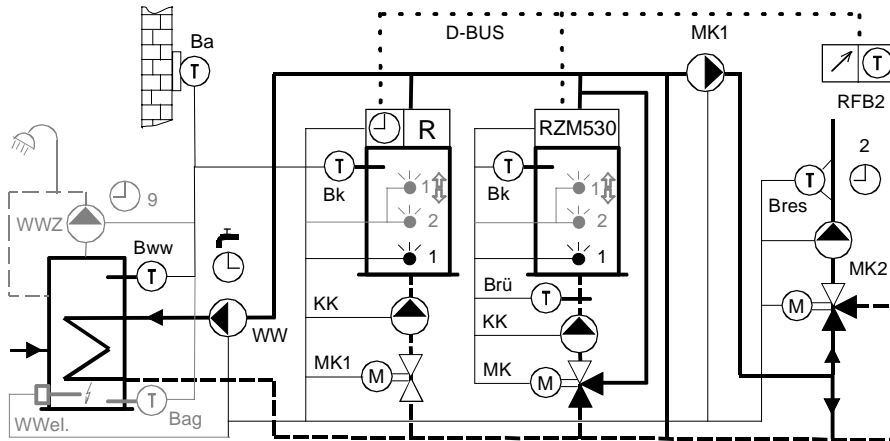 D-BUS
MK1
Ba
T
T
RFB2
R
RZM530
2
T
Bk
1
T
Bk
1
T
Bres
9
WWZ
2
2
Bww
T
1
1
MK2
Brü
T
KK
KK
WW
M
MK1
M
MK
M
WWel.
T
Bag